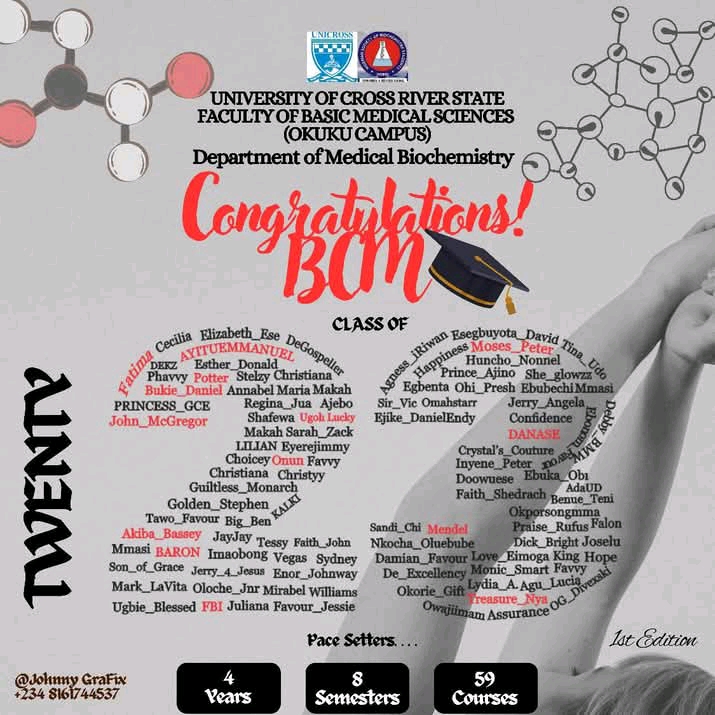 UNICROSS
UNIVERSITY OF CROSS RIVER STATE
FACULTY OF BASIC MEDICAL SCIENCES
(OKUKU CAMPUS)
Department of Medical Biochemistry
Congratulations!
BCM
CLASS OF
TWENTY
Fatima Cecilia Elizabeth_Ese DeGospeller
AYITUEMMANUEL
DEKZ Esther_Donald
Phavvy Potter Stelzy Christiana
Bukie_Daniel Annabel Maria Makah
PRINCESS_GCE Regina_Jua Ajebo
John_McGregor Shafewa Ugoh Lucky
Makah Sarah_Zack
LILIAN Eyerejimmy
Choicey Onun Favvy
Christiana Christyy
Guiltless_Monarch
Golden_Stephen KALKI
Tawo_Favour Big_Ben
Akiba_Bassey JayJay Tessy Faith_John
Mmasi BARON Imaobong Vegas Sydney
Son_of_Grace Jerry_4_Jesus Enor_Johnway
Mark_LaVita Oloche_Jnr Mirabel Williams
Ugbie_Blessed FBI Juliana Favour_Jessie
Agness_iRiwan Esegbuyota_David Tina_Udo
Happiness Moses_Peter
Huncho_Nonnel
Prince_Ajino She_glowzz
Egbenta Ohi_Presh Ebubechi Mmasi
Sir_Vic Omahstarr Jerry_Angela Debby_BMW
Ejike_DanielEndy Confidence
DANASE
Crystal's_Couture
Inyene_Peter
Doowuese Ebuka_Obi
Faith_Shedrach AdaUD
Benue_Teni
Okporsongmma
Sandi_Chi Mendel Praise_Rufus Falon
Nkocha_Oluebube Dick_Bright Joselu
Damian_Favour Love_Eimoga King Hope
De_Excellency Monic_Smart Favvy
Okorie_Gift Lydia_A. Agu_Lucia
Treasure_Nya OG_Divexski
Owajiimam Assurance
Pace Setters. . . .
1st Edition
@Johnny GraFix
+234 8161744537
4
Years
8
Semesters
59
Courses